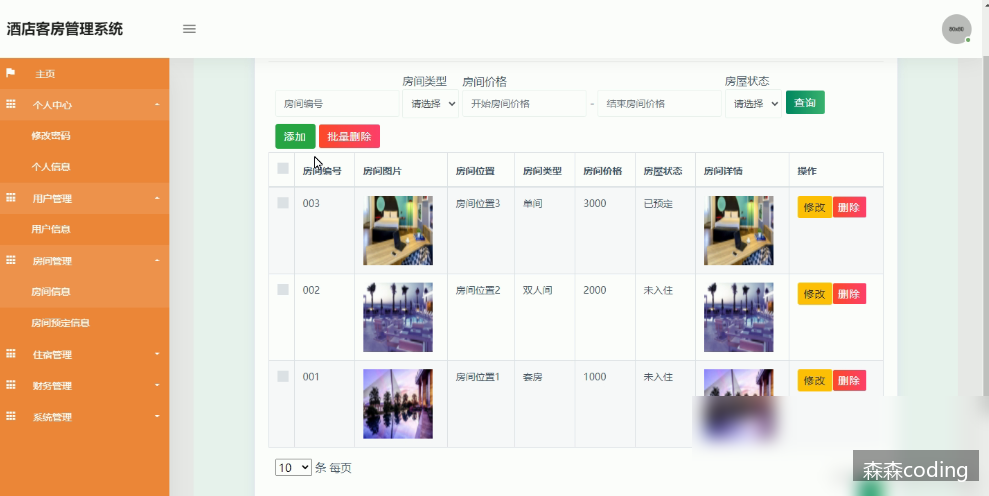 酒店客房管理系统
80x80
主页
个人中心
修改密码
个人信息
用户管理
用户信息
房间管理
房间信息
房间预定信息
住宿管理
财务管理
系统管理
房间类型 房间价格 房屋状态
房间编号 请选择 开始房间价格 - 结束房间价格 请选择 查询
添加 批量删除
房间编号 房间图片 房间位置 房间类型 房间价格 房屋状态 房间详情 操作
003 房间位置3 单间 3000 已预定 修改 删除
002 房间位置2 双人间 2000 未入住 修改 删除
001 房间位置1 套房 1000 未入住 修改 删除
10 条 每页
森森coding